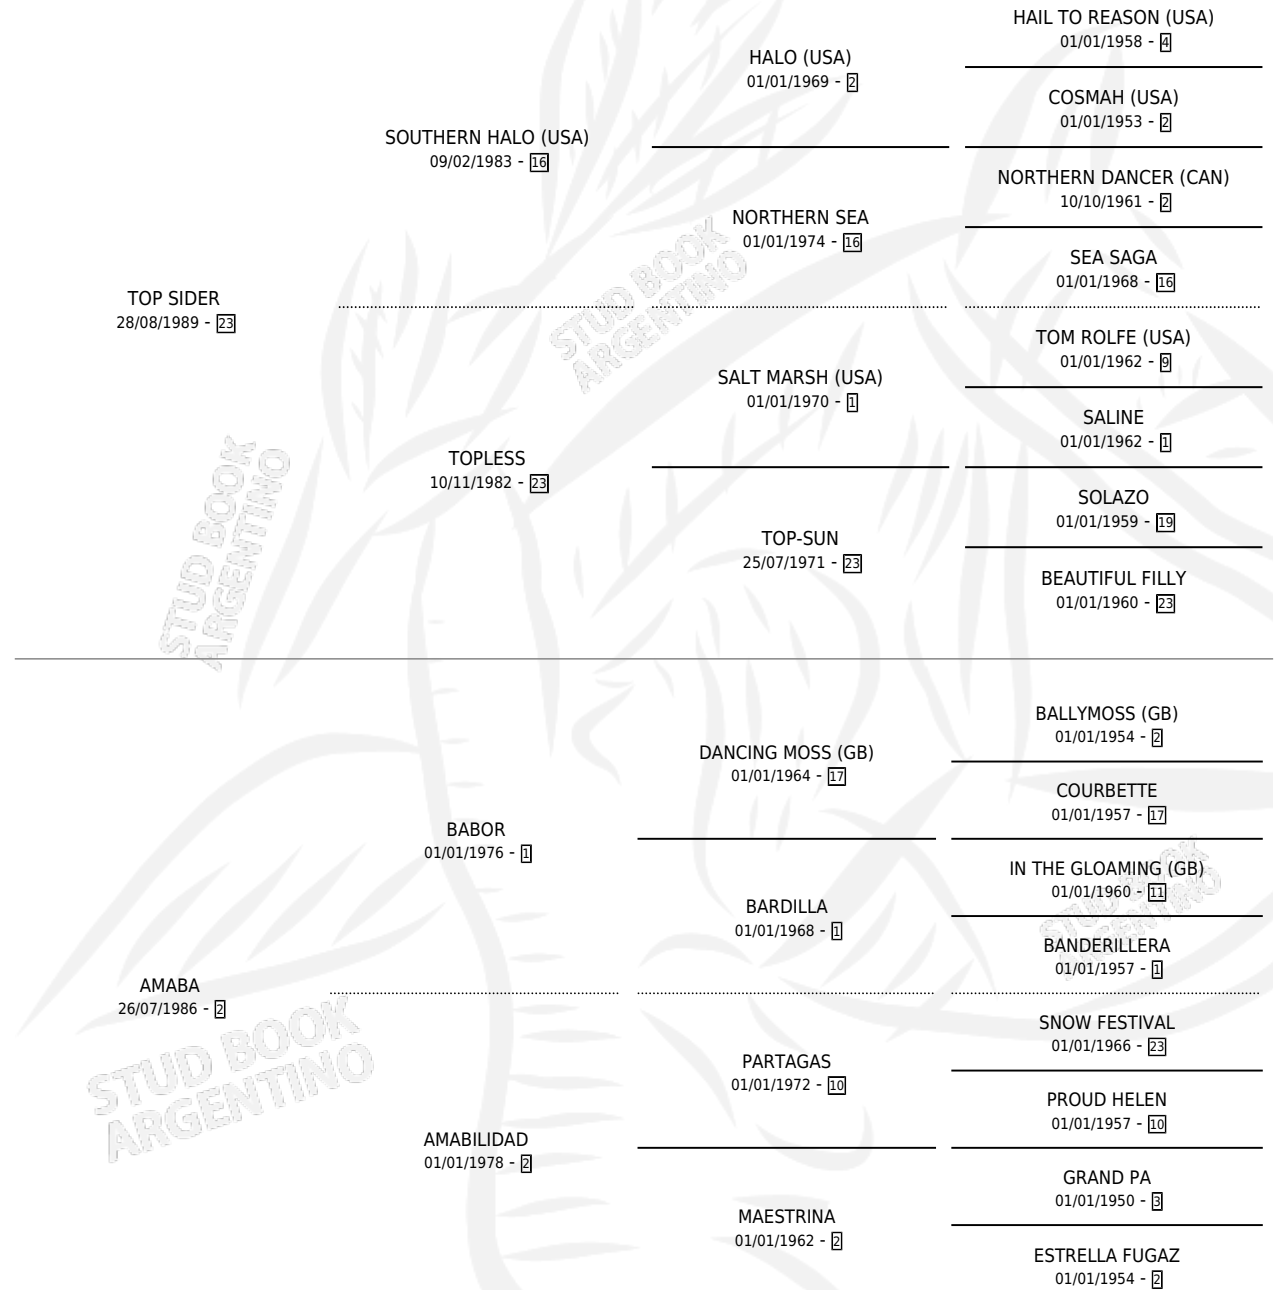 HAIL TO REASON (USA)
01/01/1958 - 4
HALO (USA)
01/01/1969 - 2
COSMAH (USA)
01/01/1953 - 2
SOUTHERN HALO (USA)
09/02/1983 - 16
NORTHERN DANCER (CAN)
10/10/1961 - 2
NORTHERN SEA
01/01/1974 - 16
SEA SAGA
01/01/1968 - 16
TOP SIDER
28/08/1989 - 23
STUD BOOK
ARGENTINO
TOM ROLFE (USA)
01/01/1962 - 9
SALT MARSH (USA)
01/01/1970 - 1
SALINE
01/01/1962 - 1
TOPLESS
10/11/1982 - 23
SOLAZO
01/01/1959 - 19
TOP-SUN
25/07/1971 - 23
BEAUTIFUL FILLY
01/01/1960 - 23
STUD BOOK
ARGENTINO
BALLYMOSS (GB)
01/01/1954 - 2
DANCING MOSS (GB)
01/01/1964 - 17
COURBETTE
01/01/1957 - 17
BABOR
01/01/1976 - 1
IN THE GLOAMING (GB)
01/01/1960 - 11
BARDILLA
01/01/1968 - 1
BANDERILLERA
01/01/1957 - 1
STUD BOOK
ARGENTINO
AMABA
26/07/1986 - 2
STUD BOOK
ARGENTINO
SNOW FESTIVAL
01/01/1966 - 23
PARTAGAS
01/01/1972 - 10
PROUD HELEN
01/01/1957 - 10
AMABILIDAD
01/01/1978 - 2
GRAND PA
01/01/1950 - 3
MAESTRINA
01/01/1962 - 2
ESTRELLA FUGAZ
01/01/1954 - 2